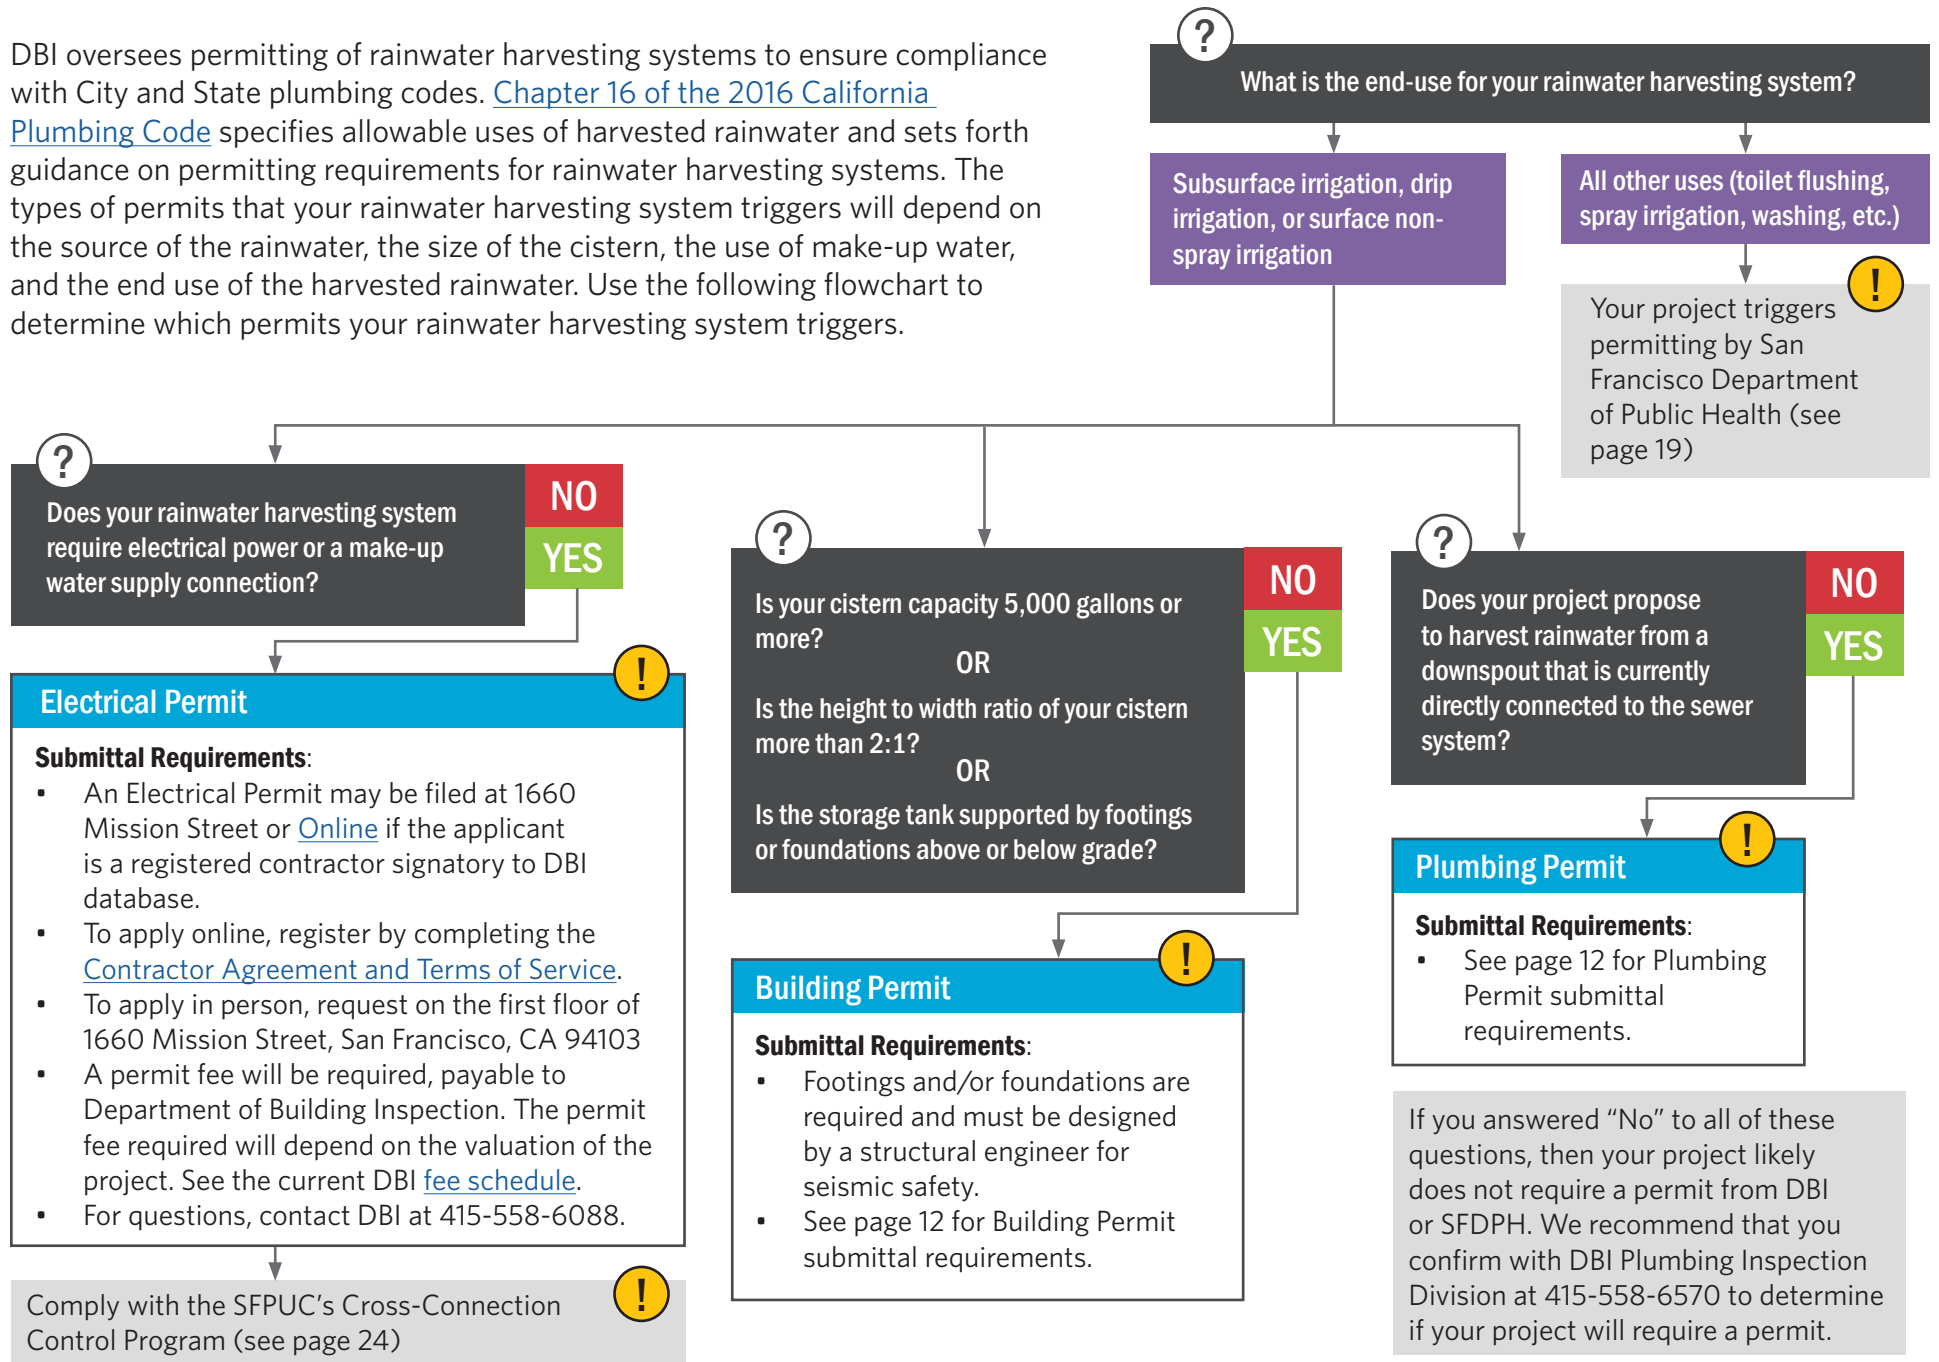 DBI oversees permitting of rainwater harvesting systems to ensure compliance
with City and State plumbing codes. Chapter 16 of the 2016 California
Plumbing Code specifies allowable uses of harvested rainwater and sets forth
guidance on permitting requirements for rainwater harvesting systems. The
types of permits that your rainwater harvesting system triggers will depend on
the source of the rainwater, the size of the cistern, the use of make-up water,
and the end use of the harvested rainwater. Use the following flowchart to
determine which permits your rainwater harvesting system triggers.
?
What is the end-use for your rainwater harvesting system?
Subsurface irrigation, drip
irrigation, or surface non-
spray irrigation
All other uses (toilet flushing,
spray irrigation, washing, etc.)
!
Your project triggers
permitting by San
Francisco Department
of Public Health (see
page 19)
?
Does your rainwater harvesting system
require electrical power or a make-up
water supply connection?
NO
YES
!
Electrical Permit
Submittal Requirements:
• An Electrical Permit may be filed at 1660
Mission Street or Online if the applicant
is a registered contractor signatory to DBI
database.
• To apply online, register by completing the
Contractor Agreement and Terms of Service.
• To apply in person, request on the first floor of
1660 Mission Street, San Francisco, CA 94103
• A permit fee will be required, payable to
Department of Building Inspection. The permit
fee required will depend on the valuation of the
project. See the current DBI fee schedule.
• For questions, contact DBI at 415-558-6088.
!
Comply with the SFPUC's Cross-Connection
Control Program (see page 24)
?
Is your cistern capacity 5,000 gallons or
more?
OR
Is the height to width ratio of your cistern
more than 2:1?
OR
Is the storage tank supported by footings
or foundations above or below grade?
NO
YES
!
Building Permit
Submittal Requirements:
• Footings and/or foundations are
required and must be designed
by a structural engineer for
seismic safety.
• See page 12 for Building Permit
submittal requirements.
?
Does your project propose
to harvest rainwater from a
downspout that is currently
directly connected to the sewer
system?
NO
YES
!
Plumbing Permit
Submittal Requirements:
• See page 12 for Plumbing
Permit submittal
requirements.
If you answered “No” to all of these
questions, then your project likely
does not require a permit from DBI
or SFDPH. We recommend that you
confirm with DBI Plumbing Inspection
Division at 415-558-6570 to determine
if your project will require a permit.